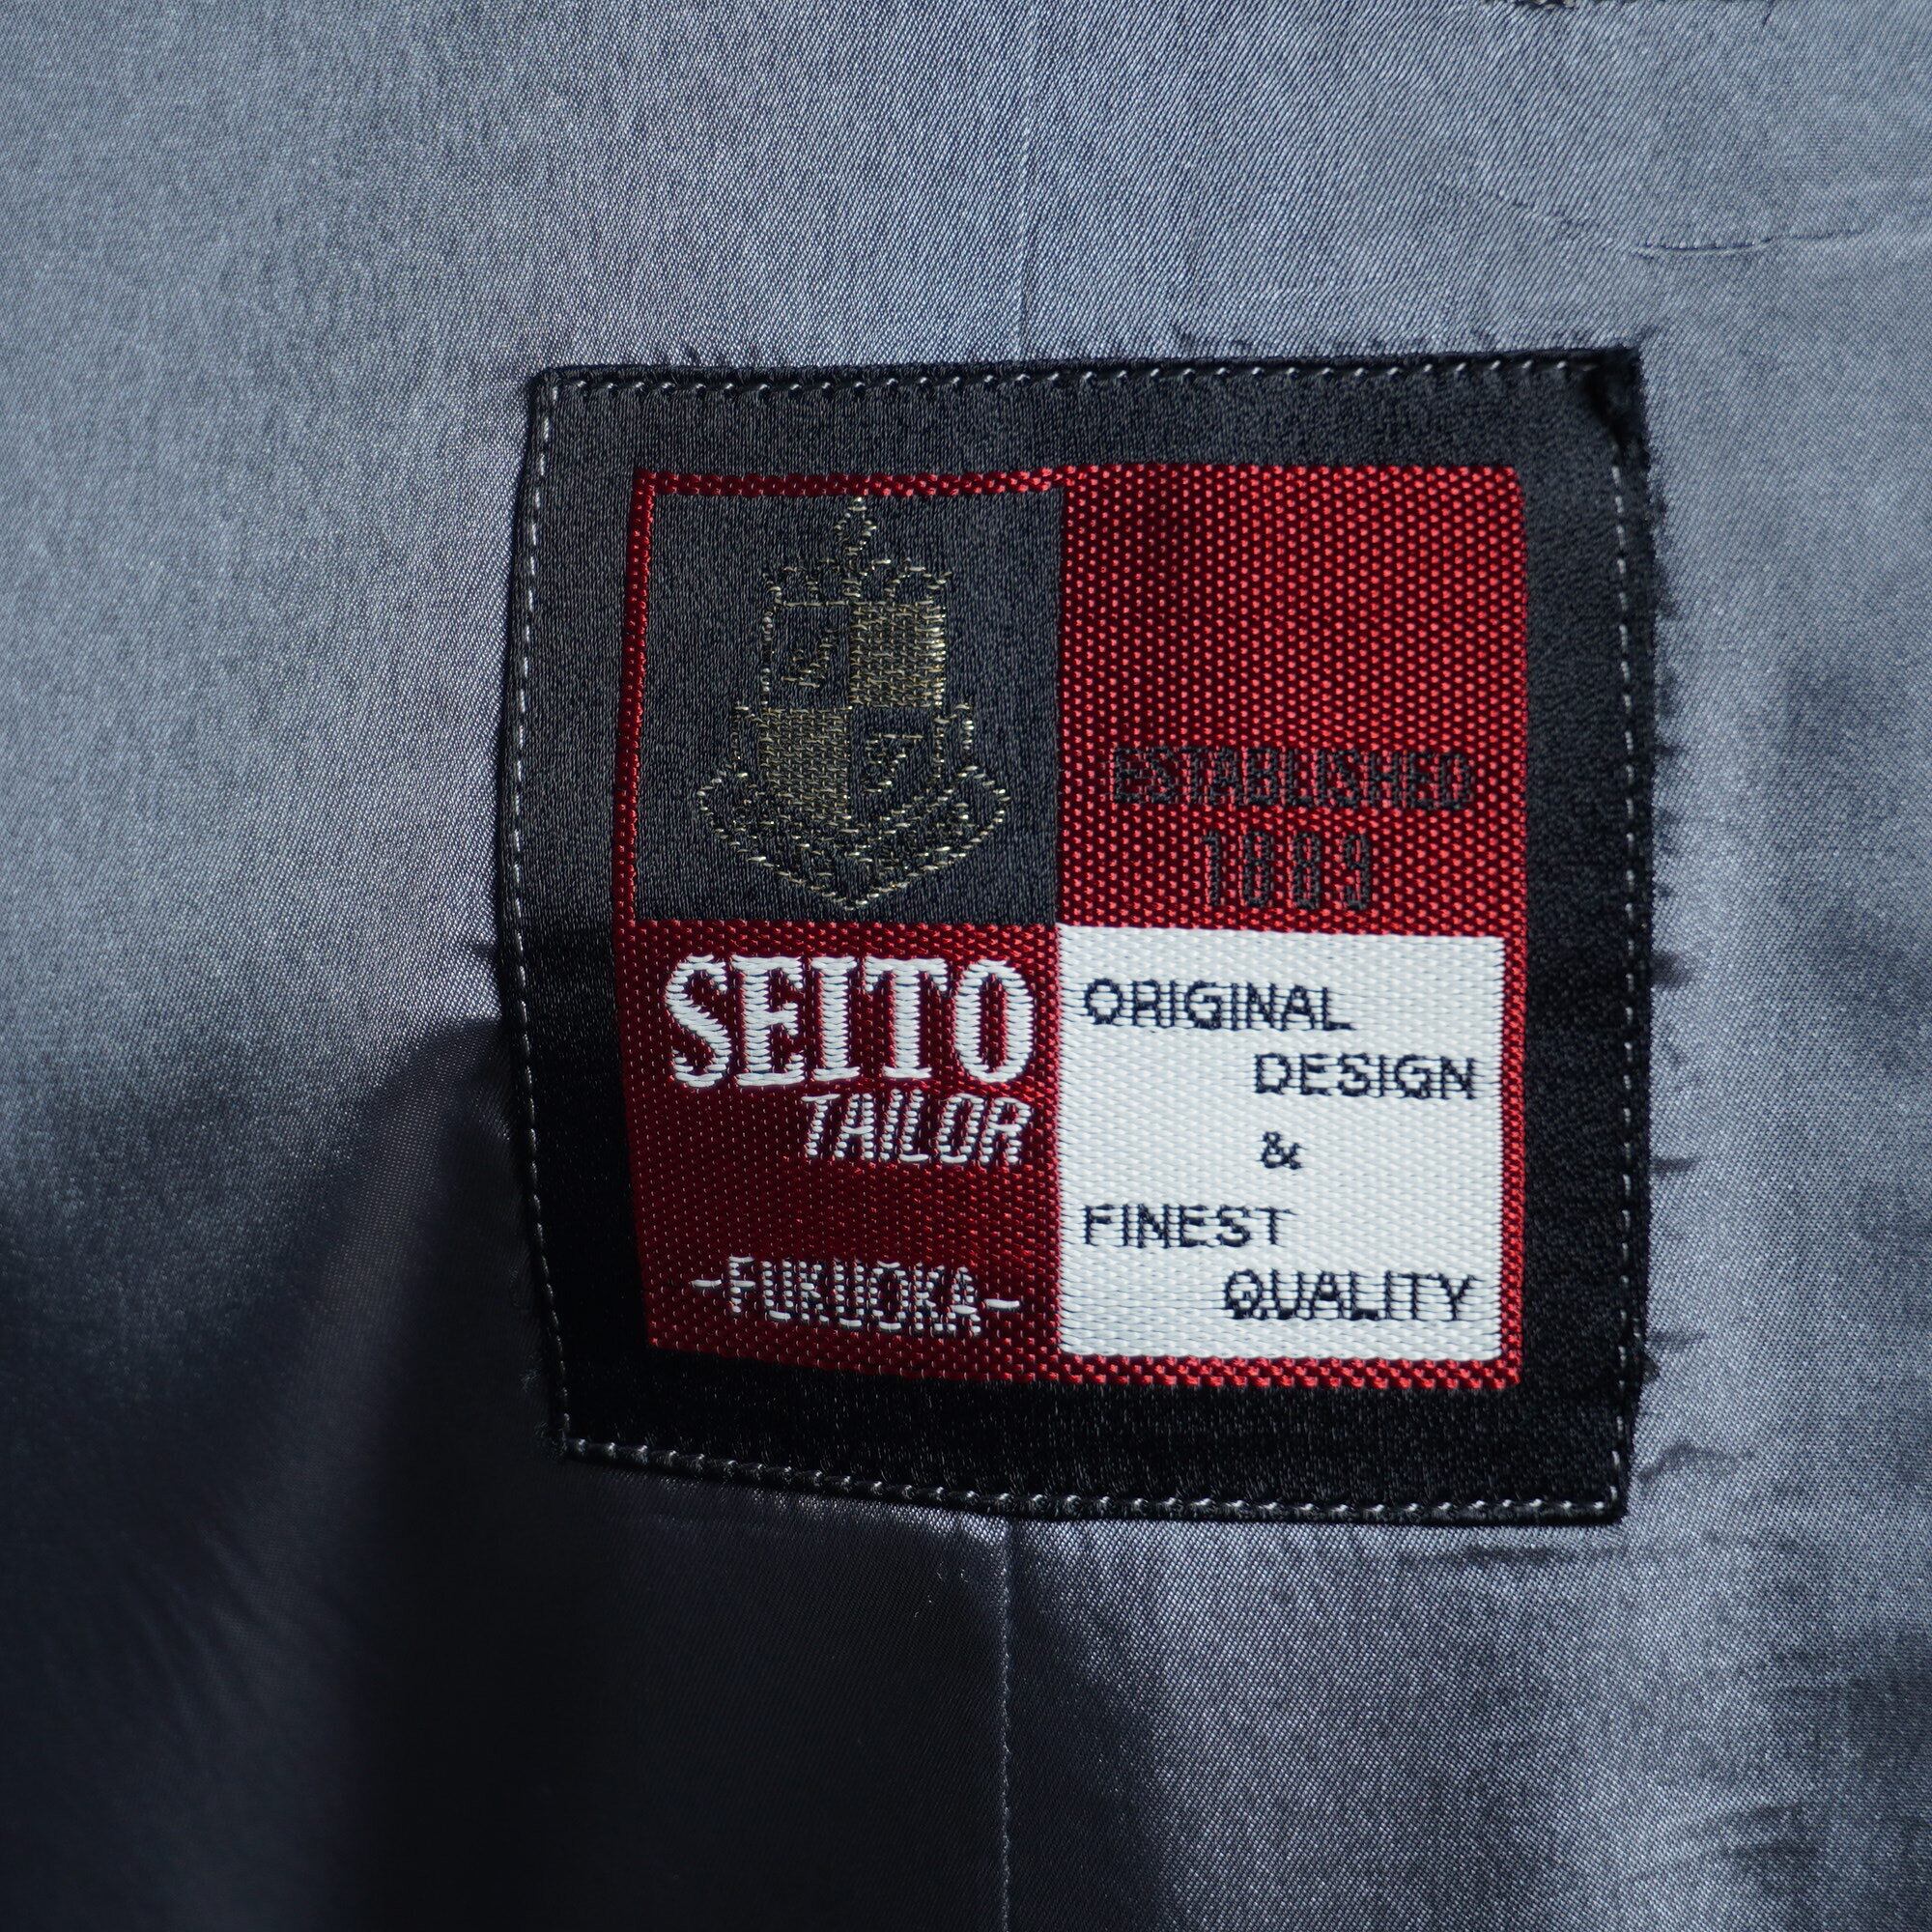 ESTABLISHED
1889
SEITO
TAILOR
-FUKUOKA-
ORIGINAL
DESIGN
&
FINEST
QUALITY